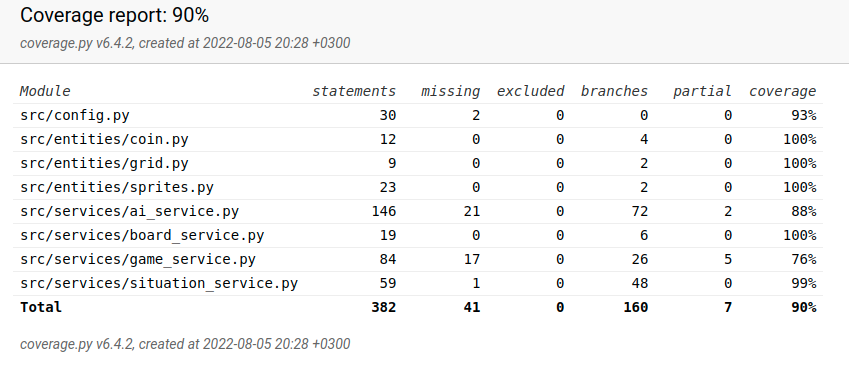 Coverage report: 90%
coverage.py v6.4.2, created at 2022-08-05 20:28 +0300
Module statements missing excluded branches partial coverage
src/config.py 30 2 0 0 0 93%
src/entities/coin.py 12 0 0 4 0 100%
src/entities/grid.py 9 0 0 2 0 100%
src/entities/sprites.py 23 0 0 2 0 100%
src/services/ai_service.py 146 21 0 72 2 88%
src/services/board_service.py 19 0 0 6 0 100%
src/services/game_service.py 84 17 0 26 5 76%
src/services/situation_service.py 59 1 0 48 0 99%
Total 382 41 0 160 7 90%
coverage.py v6.4.2, created at 2022-08-05 20:28 +0300